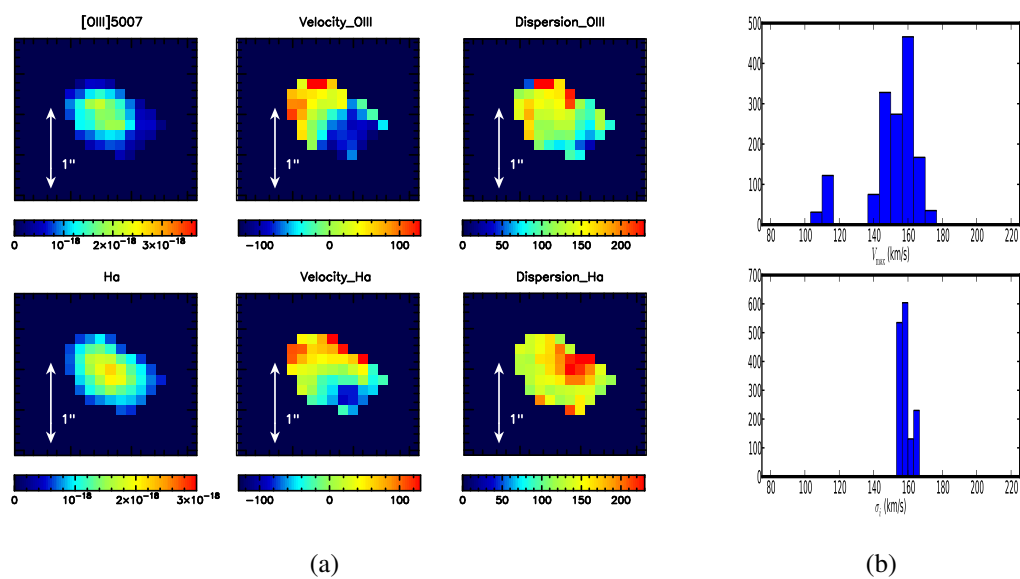 [OIII]5007 Velocity_OIII Dispersion_OIII
1" 1" 1"
0 10⁻¹⁸ 2×10⁻¹⁸ 3×10⁻¹⁸
−100 0 100
0 50 100 150 200
Ha Velocity_Ha Dispersion_Ha
1" 1" 1"
0 10⁻¹⁸ 2×10⁻¹⁸ 3×10⁻¹⁸
−100 0 100
0 50 100 150 200
(a)
500
400
300
200
100
0
80 100 120 140 160 180 200 220
V_max (km/s)
700
600
500
400
300
200
100
0
80 100 120 140 160 180 200 220
σ_i (km/s)
(b)